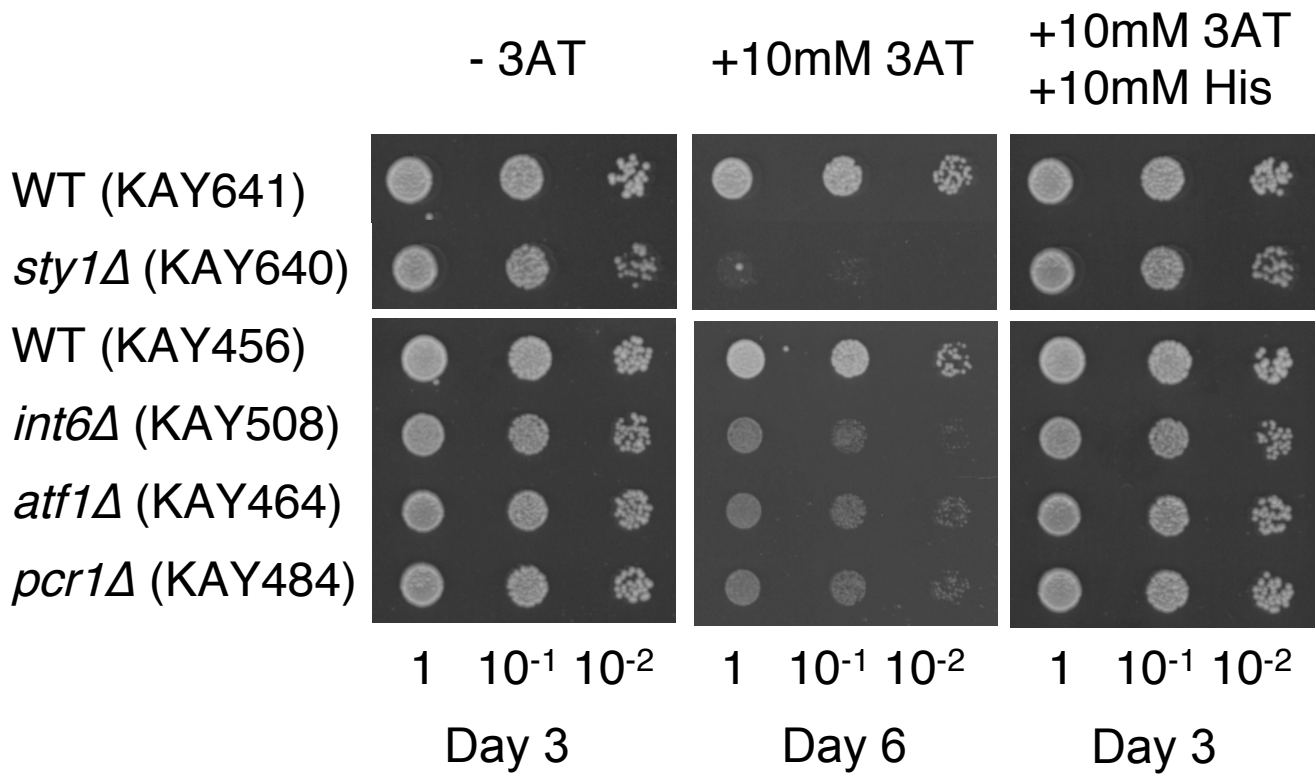 - 3AT
+10mM 3AT
+10mM 3AT
+10mM His
WT (KAY641)
sty1Δ (KAY640)
WT (KAY456)
int6Δ (KAY508)
atf1Δ (KAY464)
pcr1Δ (KAY484)
1 10⁻¹ 10⁻²
1 10⁻¹ 10⁻²
1 10⁻¹ 10⁻²
Day 3
Day 6
Day 3